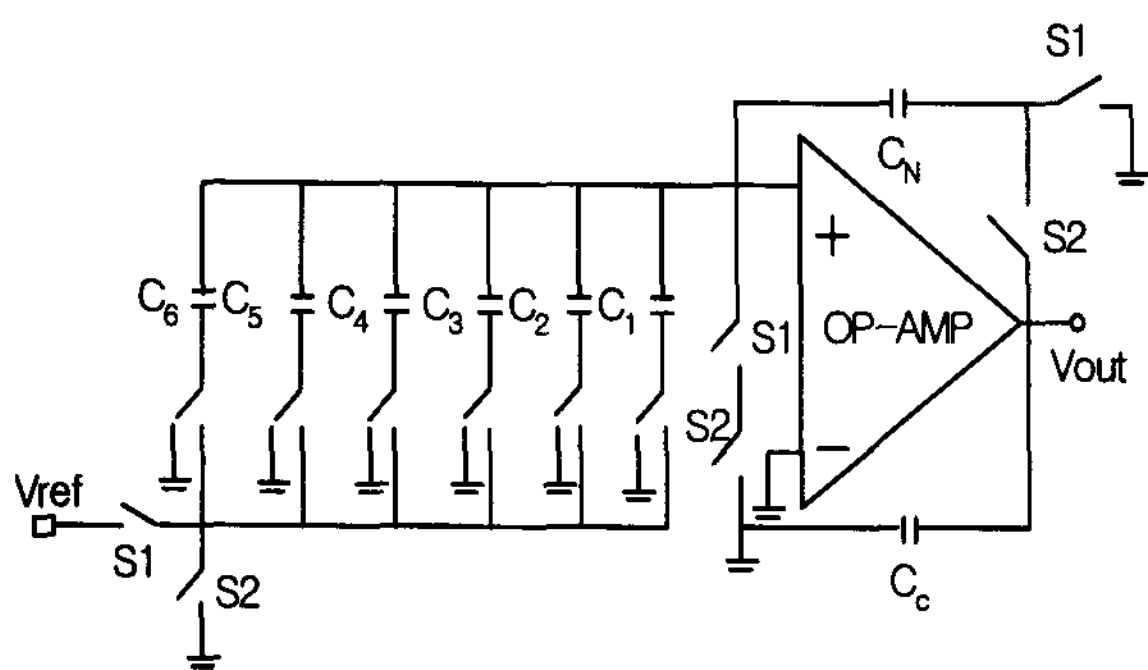 S1
C_N
+
S2
C_6
C_5
C_4
C_3
C_2
C_1
S1
OP-AMP
Vout
S2
−
Vref
S1
S2
C_c